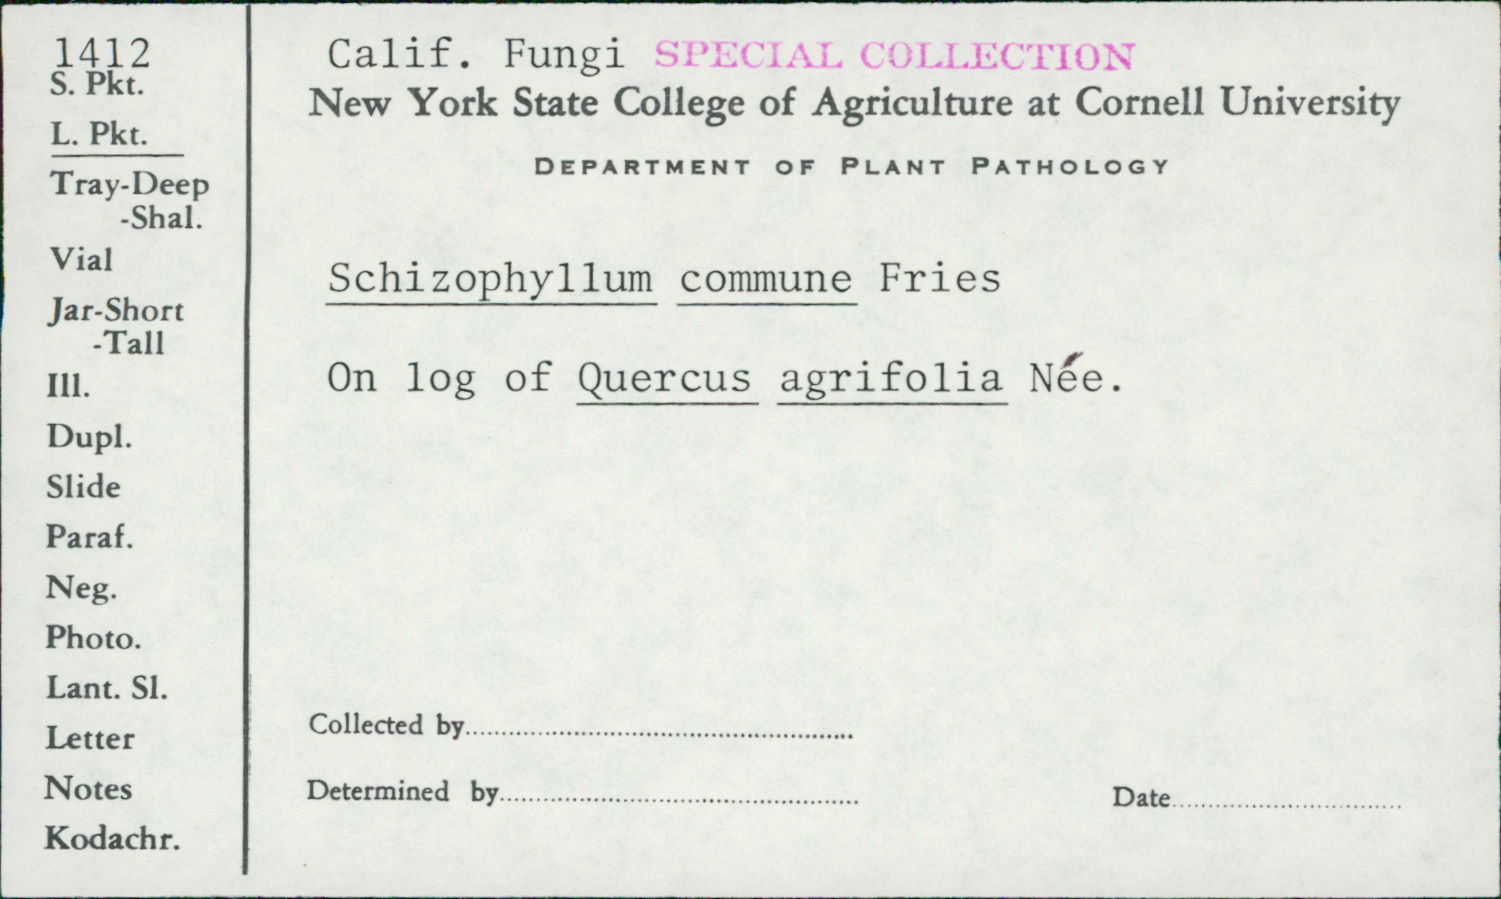 1412
S. Pkt.
L. Pkt.
Tray-Deep
-Shal.
Vial
Jar-Short
-Tall
Ill.
Dupl.
Slide
Paraf.
Neg.
Photo.
Lant. Sl.
Letter
Notes
Kodachr.
Calif. Fungi SPECIAL COLLECTION
New York State College of Agriculture at Cornell University
DEPARTMENT OF PLANT PATHOLOGY
Schizophyllum commune Fries
On log of Quercus agrifolia Née.
Collected by
Determined by
Date